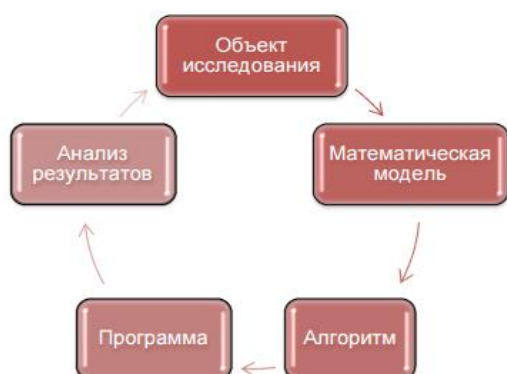 Объект
исследования
Математическая
модель
Алгоритм
Программа
Анализ
результатов